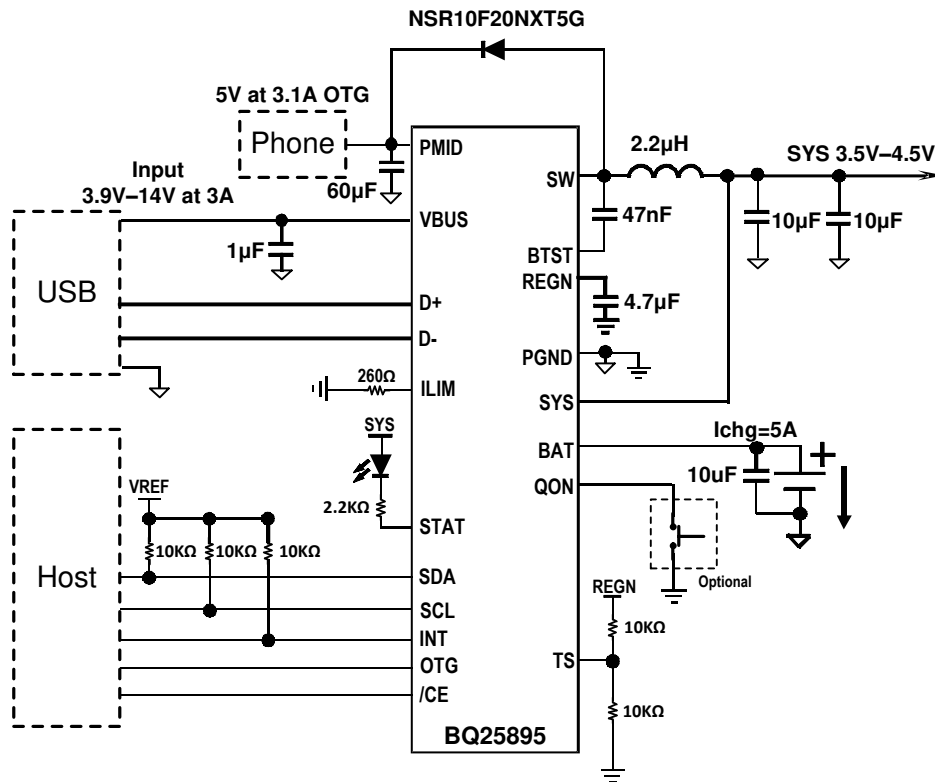 NSR10F20NXT5G
5V at 3.1A OTG
Phone
PMID
2.2µH
SYS 3.5V–4.5V
Input
3.9V–14V at 3A
60µF
SW
VBUS
47nF
10µF
10µF
1µF
BTST
REGN
USB
D+
4.7µF
D-
PGND
260Ω
ILIM
SYS
SYS
Ichg=5A
BAT
+
10uF
VREF
2.2KΩ
QON
STAT
10KΩ
10KΩ
10KΩ
Host
SDA
Optional
REGN
SCL
10KΩ
INT
OTG
TS
/CE
10KΩ
BQ25895